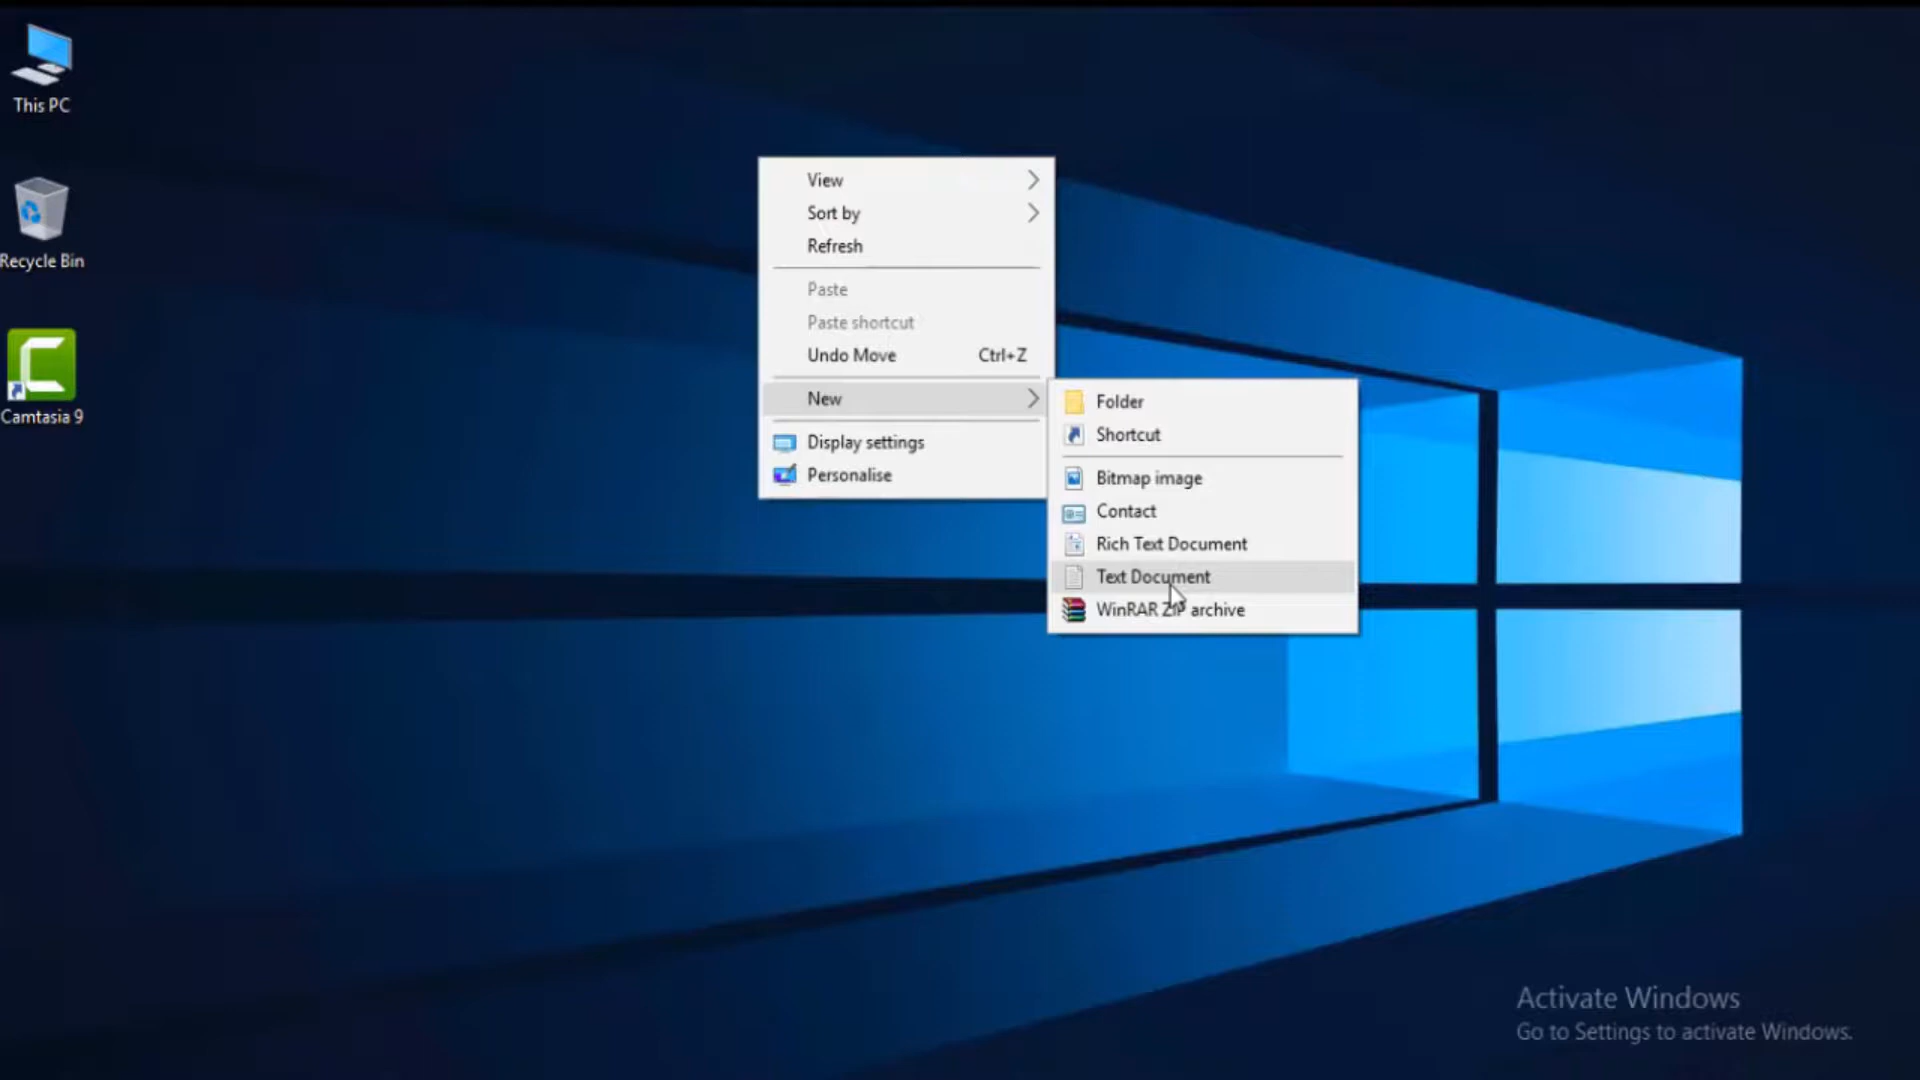 This PC
Recycle Bin
Camtasia 9
View
Sort by
Refresh
Paste
Paste shortcut
Undo Move Ctrl+Z
New
Display settings
Personalise
Folder
Shortcut
Bitmap image
Contact
Rich Text Document
Text Document
WinRAR ZIP archive
Activate Windows
Go to Settings to activate Windows.